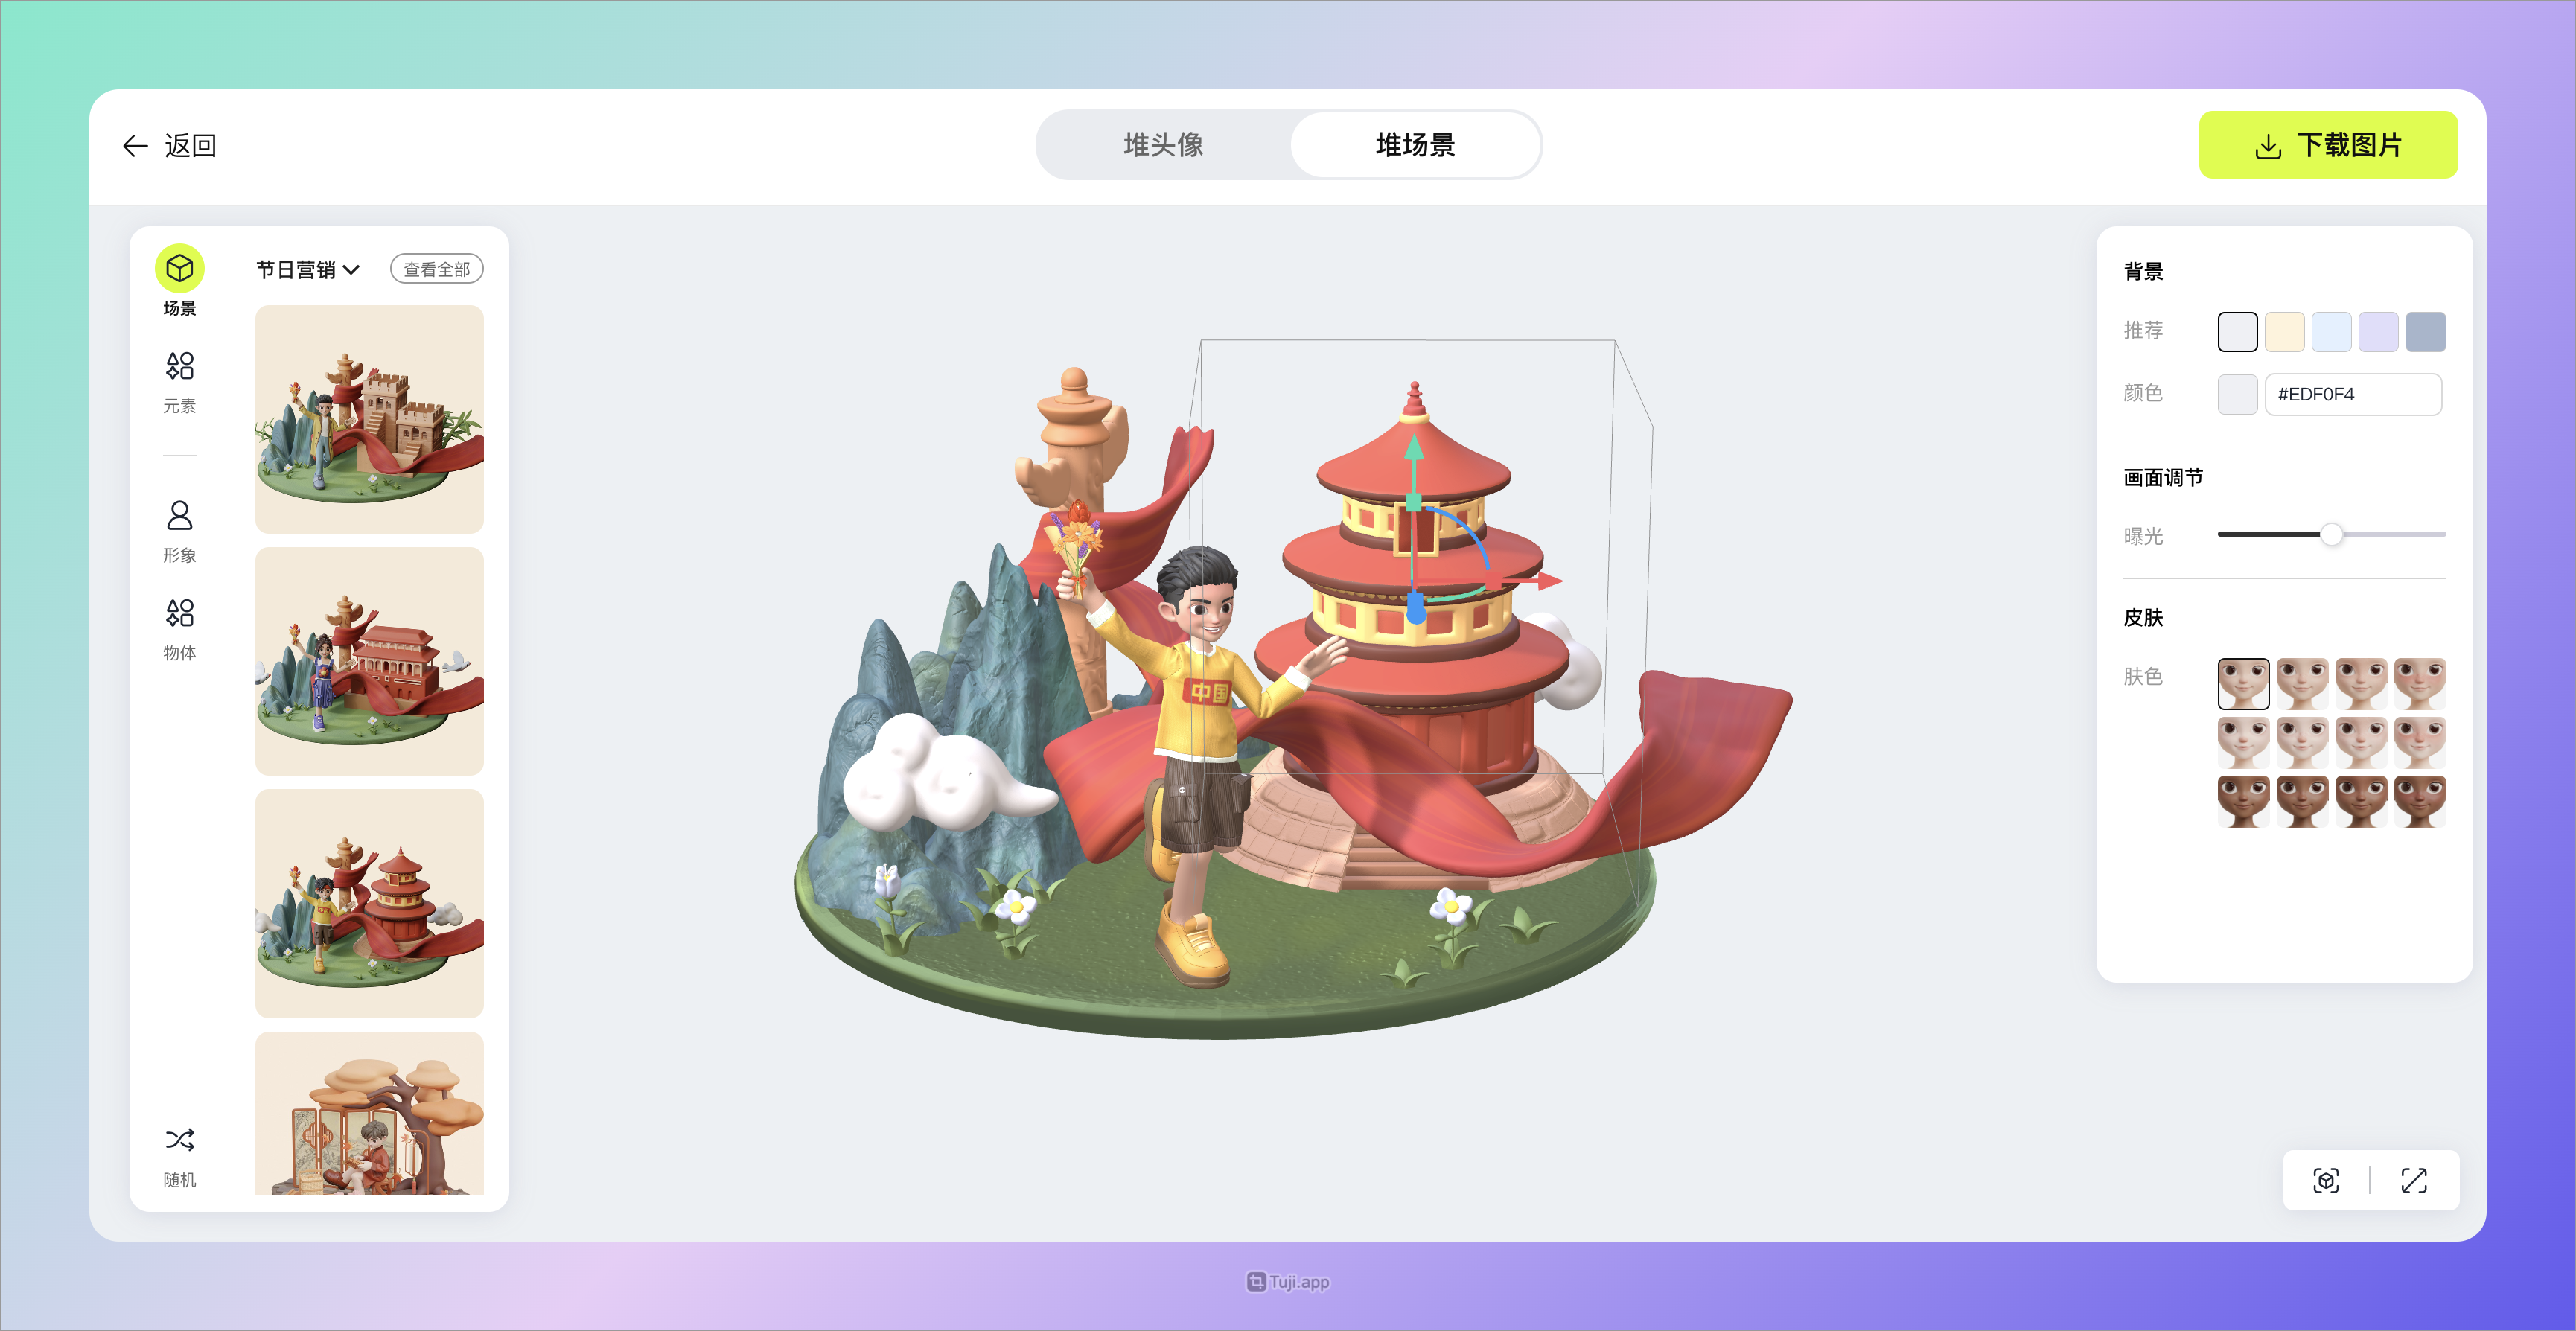 返回
堆头像
堆场景
下载图片
场景
元素
形象
物体
随机
节日营销
查看全部
中国
背景
推荐
颜色
#EDF0F4
画面调节
曝光
皮肤
肤色
Tuji.app